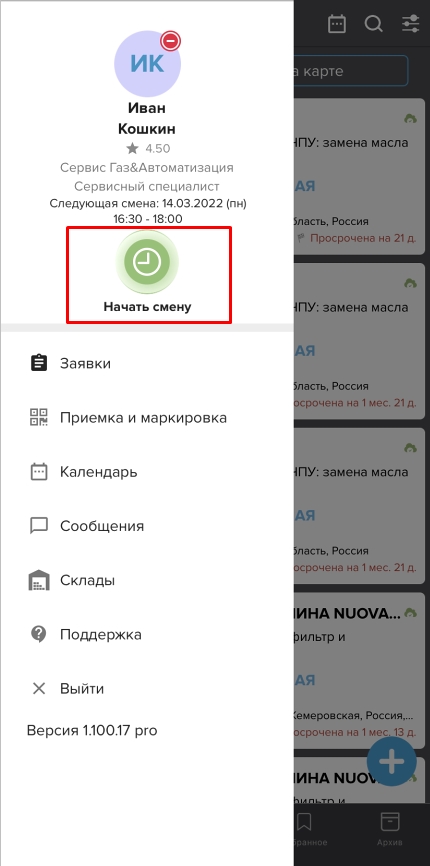 ИК
Иван
Кошкин
4.50
Сервис Газ&Автоматизация
Сервисный специалист
Следующая смена: 14.03.2022 (пн)
16:30 - 18:00
Начать смену
Заявки
Приемка и маркировка
Календарь
Сообщения
Склады
Поддержка
Выйти
Версия 1.100.17 pro
а карте
НПУ: замена масла
АЯ
бласть, Россия
Просрочена на 21 д.
НПУ: замена масла
АЯ
бласть, Россия
осрочена на 1 мес. 21 д.
НПУ: замена масла
АЯ
бласть, Россия
осрочена на 1 мес. 21 д.
ИНА NUOVA...
фильтр и
АЯ
Кемеровская, Россия,...
осрочена на 1 мес. 13 д.
ИНА NUOV
фильтр и
бранное
Архив